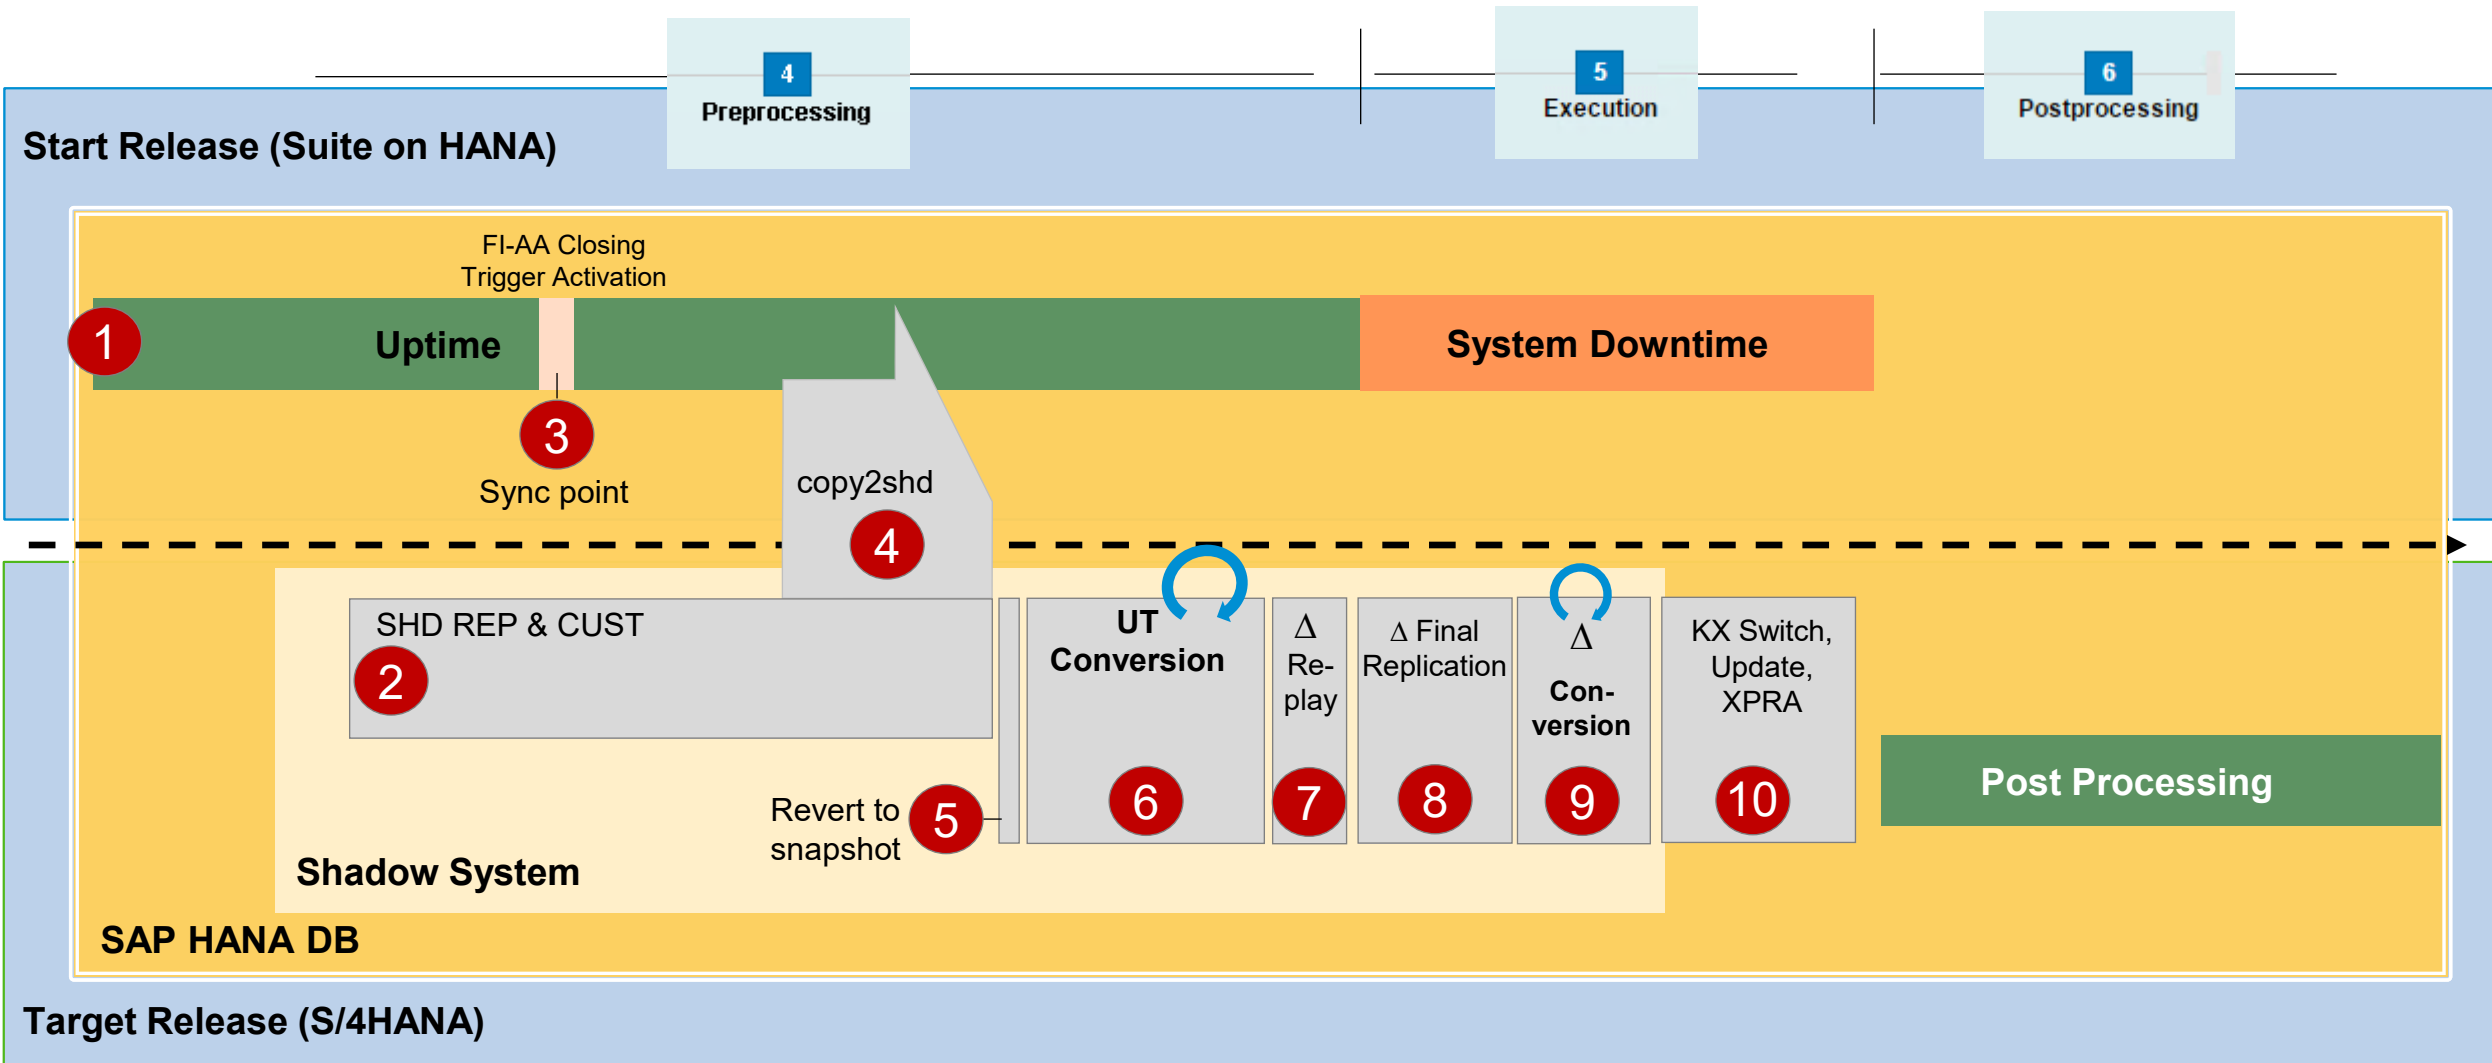 4
Preprocessing
5
Execution
6
Postprocessing
Start Release (Suite on HANA)
FI-AA Closing
Trigger Activation
1
Uptime
System Downtime
3
Sync point
copy2shd
4
SHD REP & CUST
2
Revert to
snapshot
5
UT
Conversion
6
Δ
Re-
play
7
Δ Final
Replication
8
Δ
Con-
version
9
KX Switch,
Update,
XPRA
10
Post Processing
Shadow System
SAP HANA DB
Target Release (S/4HANA)